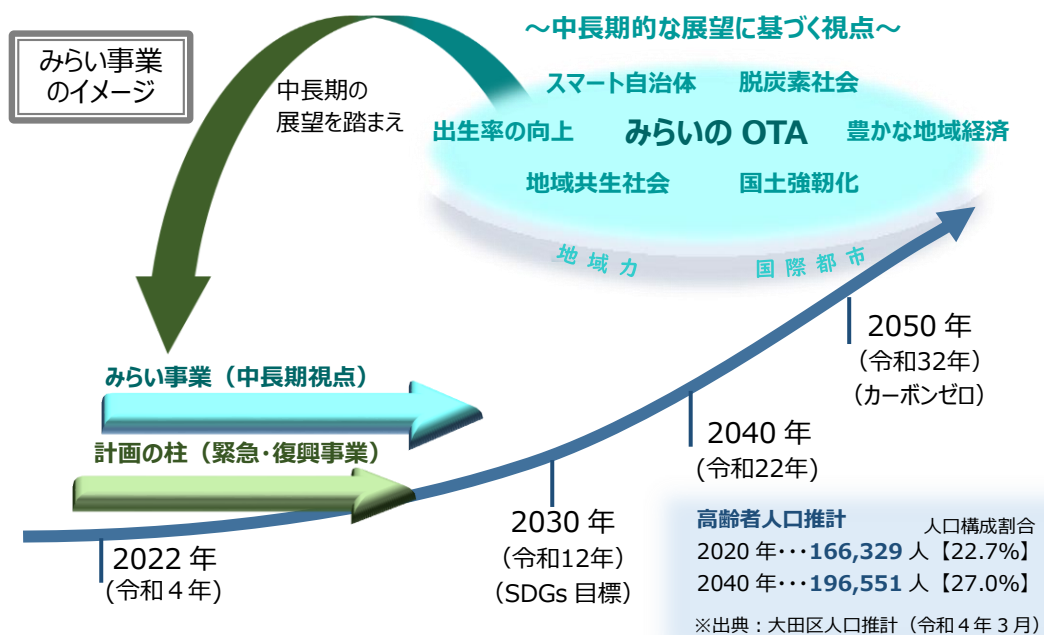 みらい事業
のイメージ
～中長期的な展望に基づく視点～
中長期の
展望を踏まえ
スマート自治体 脱炭素社会
出生率の向上 みらいの OTA 豊かな地域経済
地域共生社会 国土強靭化
地域力 国際都市
みらい事業（中長期視点）
計画の柱（緊急・復興事業）
2022 年
(令和４年)
2030 年
(令和12年)
(SDGs 目標)
2040 年
(令和22年)
2050 年
(令和32年)
(カーボンゼロ)
高齢者人口推計 人口構成割合
2020 年･･･166,329 人【22.7%】
2040 年･･･196,551 人【27.0%】
※出典：大田区人口推計（令和４年３月）